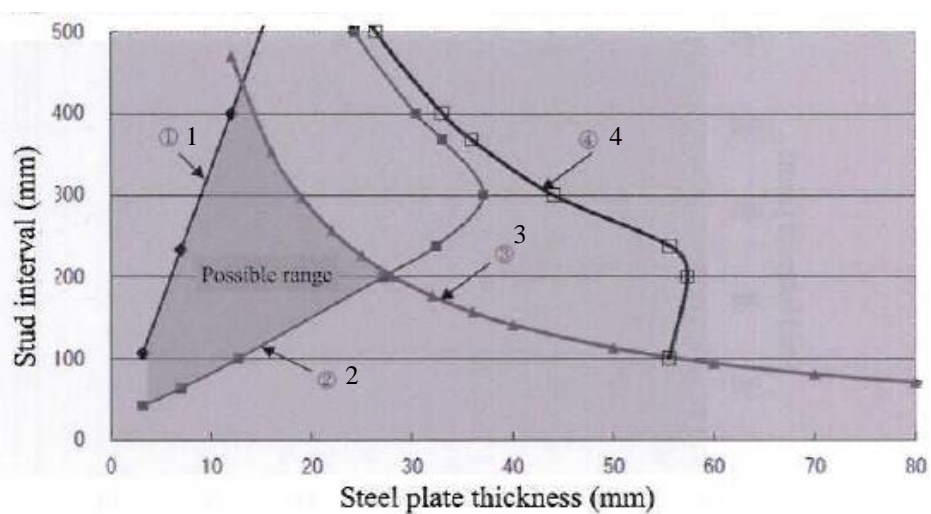 500
400
300
200
100
0
① 1
④ 4
③ 3
② 2
Possible range
0 10 20 30 40 50 60 70 80
Stud interval (mm)
Steel plate thickness (mm)